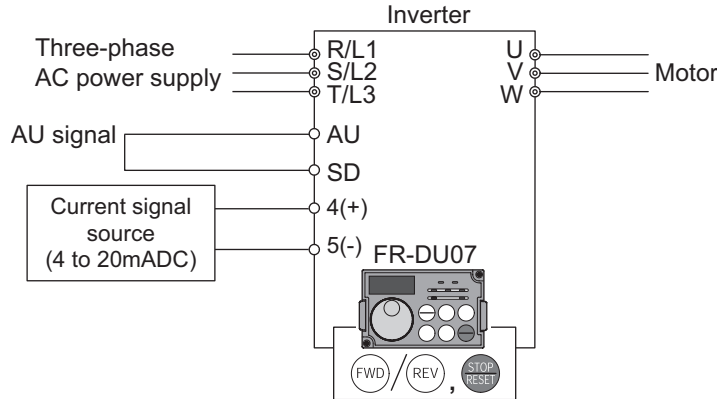 Inverter
Three-phase
AC power supply
R/L1
S/L2
T/L3
U
V
W
Motor
AU signal
AU
SD
Current signal
source
(4 to 20mADC)
4(+)
5(-)
FR-DU07
FWD / REV , STOP
RESET